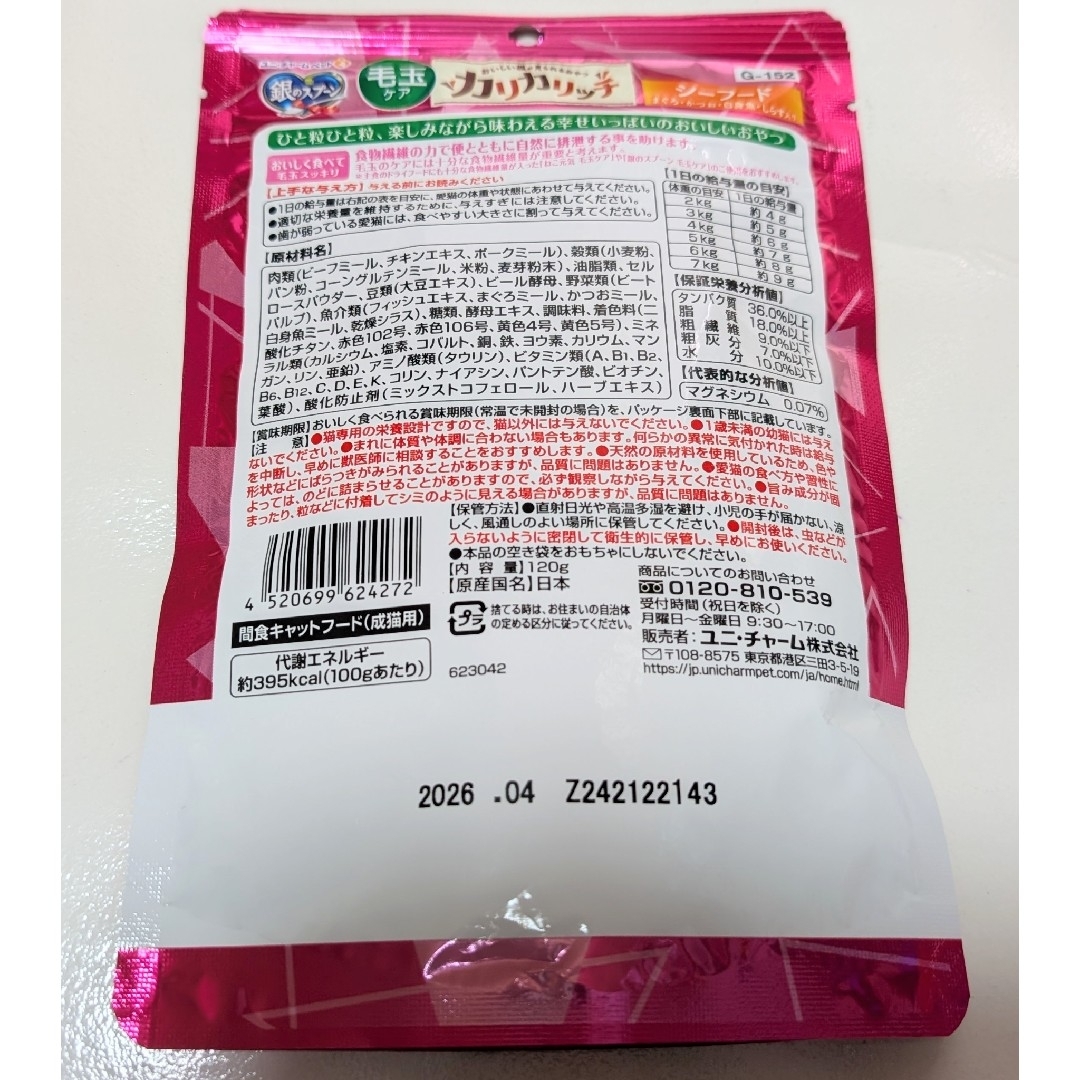 ユニ・チャームペット
銀のスプーン
毛玉
ケア
カリカリッチ
G-152
シーフード
ひと粒ひと粒、楽しみながら味わえる幸せいっぱいのおいしいおやつ
おいしく食べて
毛玉スッキリ
食物繊維の力で便とともに自然に排泄する事を助けます。
毛玉のケアには十分な食物繊維量が重要と考えます。
【上手な与え方】与える前にお読みください
●1日の給与量は右記の表を目安に、愛猫の体重や状態にあわせて与えてください。
●適切な栄養量を維持するために、与えすぎには注意してください。
●歯が弱っている愛猫には、食べやすい大きさに割って与えてください。
【1日の給与量の目安】
体重の目安 1日の給与量
2kg 約4g
3kg 約5g
4kg 約6g
5kg 約7g
6kg 約8g
7kg 約9g
【原材料名】
肉類(ビーフミール、チキンエキス、ポークミール)、穀類(小麦粉、
パン粉、コーングルテンミール、米粉、麦芽粉末)、油脂類、セル
ロースパウダー、豆類(大豆エキス)、ビール酵母、野菜類(ビート
パルプ)、魚介類(フィッシュエキス、まぐろミール、かつおミール、
白身魚ミール、乾燥シラス)、糖類、酵母エキス、調味料、着色料(二
酸化チタン、赤色102号、赤色106号、黄色4号、黄色5号)、ミネ
ラル類(カルシウム、塩素、コバルト、銅、鉄、ヨウ素、カリウム、マン
ガン、リン、亜鉛)、アミノ酸類(タウリン)、ビタミン類(A、B1、B2、
B6、B12、C、D、E、K、コリン、ナイアシン、パントテン酸、ビオチン、
葉酸)、酸化防止剤(ミックストコフェロール、ハーブエキス)
【保証栄養分析値】
タンパク質 36.0%以上
脂質 18.0%以上
粗繊維 9.0%以下
粗灰分 7.0%以下
水分 10.0%以下
【代表的な分析値】
マグネシウム 0.07%
【賞味期限】おいしく食べられる賞味期限(常温で未開封の場合)を、パッケージ裏面下部に記載しています。
【注意】●猫専用の栄養設計ですので、猫以外には与えないでください。●1歳未満の幼猫には与え
ないでください。●まれに体質や体調に合わない場合もあります。何らかの異常に気付かれた時は給与
を中断し、早めに獣医師に相談することをおすすめします。●天然の原材料を使用しているため、色や
形状などにばらつきがみられることがありますが、品質に問題はありません。●愛猫の食べ方や習性に
よっては、のどに詰まらせることがありますので、必ず観察しながら与えてください。●旨み成分が固
まったり、粒などに付着してシミのように見える場合がありますが、品質に問題はありません。
【保管方法】●直射日光や高温多湿を避け、小児の手が届かない、涼
しく、風通しのよい場所に保管してください。●開封後は、虫などが
入らないように密閉して衛生的に保管し、早めにお使いください。
●本品の空き袋をおもちゃにしないでください。
【内容量】120g
【原産国名】日本
4 520699 624272
間食キャットフード(成猫用)
代謝エネルギー
約395kcal(100gあたり)
プラ
捨てる時は、お住まいの自治体
の定める区分に従ってください。
623042
商品についてのお問い合わせ
0120-810-539
受付時間(祝日を除く)
月曜日〜金曜日 9:30〜17:00
販売者:ユニ・チャーム株式会社
〒108-8575 東京都港区三田3-5-19
https://jp.unicharmpet.com/ja/home.html
2026 .04 Z242122143